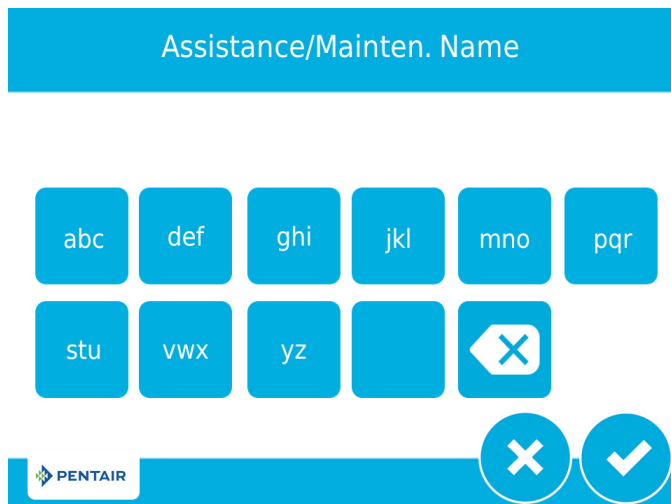 Assistance/Mainten. Name
abc def ghi jkl mno pqr
stu vwx yz
PENTAIR